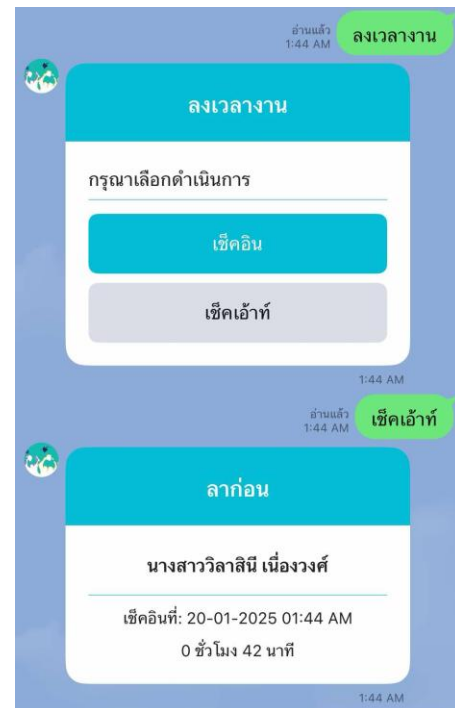 อ่านแล้ว
1:44 AM
ลงเวลางาน
ลงเวลางาน
กรุณาเลือกดำเนินการ
เช็คอิน
เช็คเอ้าท์
1:44 AM
อ่านแล้ว
1:44 AM
เช็คเอ้าท์
ลาก่อน
นางสาววิลาสินี เนื่องวงศ์
เช็คอินที่: 20-01-2025 01:44 AM
0 ชั่วโมง 42 นาที
1:44 AM